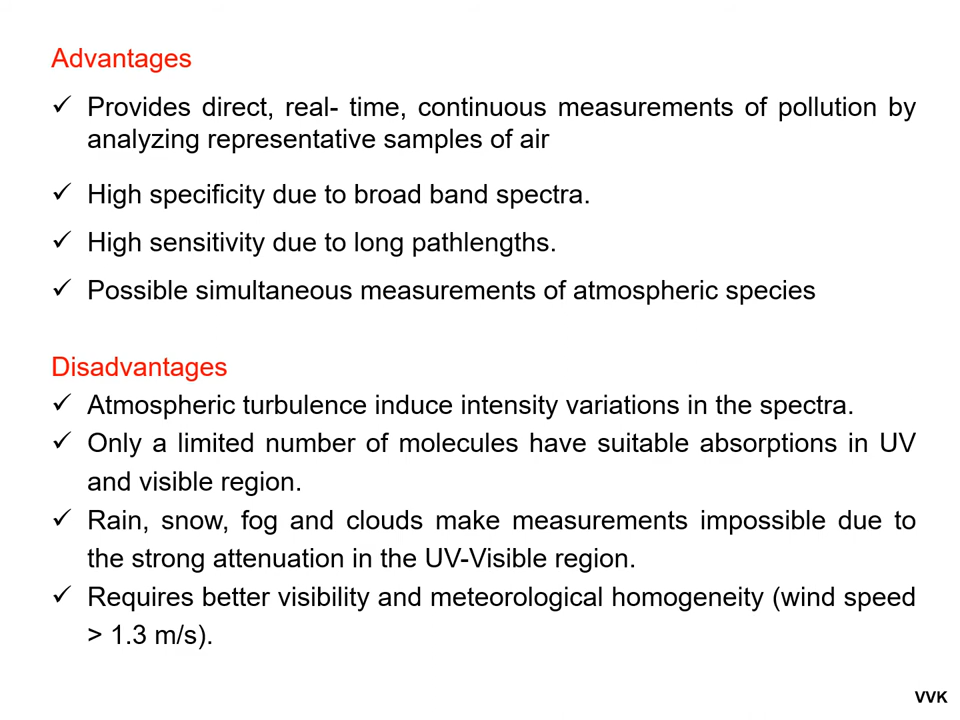 Advantages
✓ Provides direct, real- time, continuous measurements of pollution by
analyzing representative samples of air
✓ High specificity due to broad band spectra.
✓ High sensitivity due to long pathlengths.
✓ Possible simultaneous measurements of atmospheric species
Disadvantages
✓ Atmospheric turbulence induce intensity variations in the spectra.
✓ Only a limited number of molecules have suitable absorptions in UV
and visible region.
✓ Rain, snow, fog and clouds make measurements impossible due to
the strong attenuation in the UV-Visible region.
✓ Requires better visibility and meteorological homogeneity (wind speed
> 1.3 m/s).
VVK